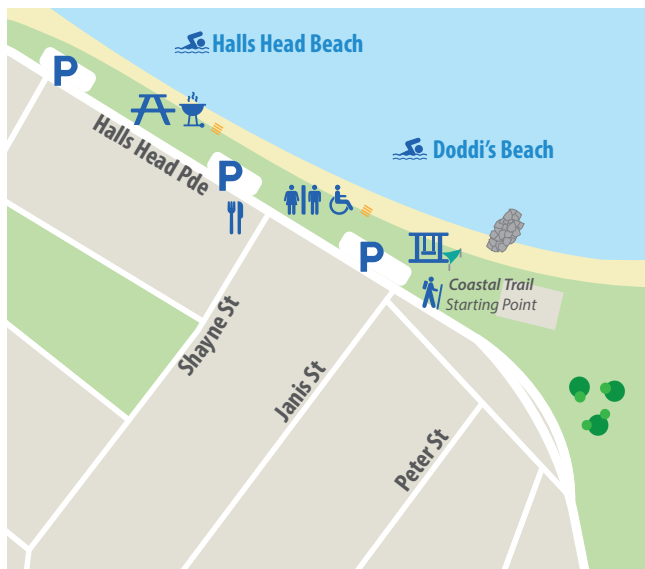 Halls Head Beach
Doddi's Beach
P
Halls Head Pde
P
P
Coastal Trail
Starting Point
Shayne St
Janis St
Peter St